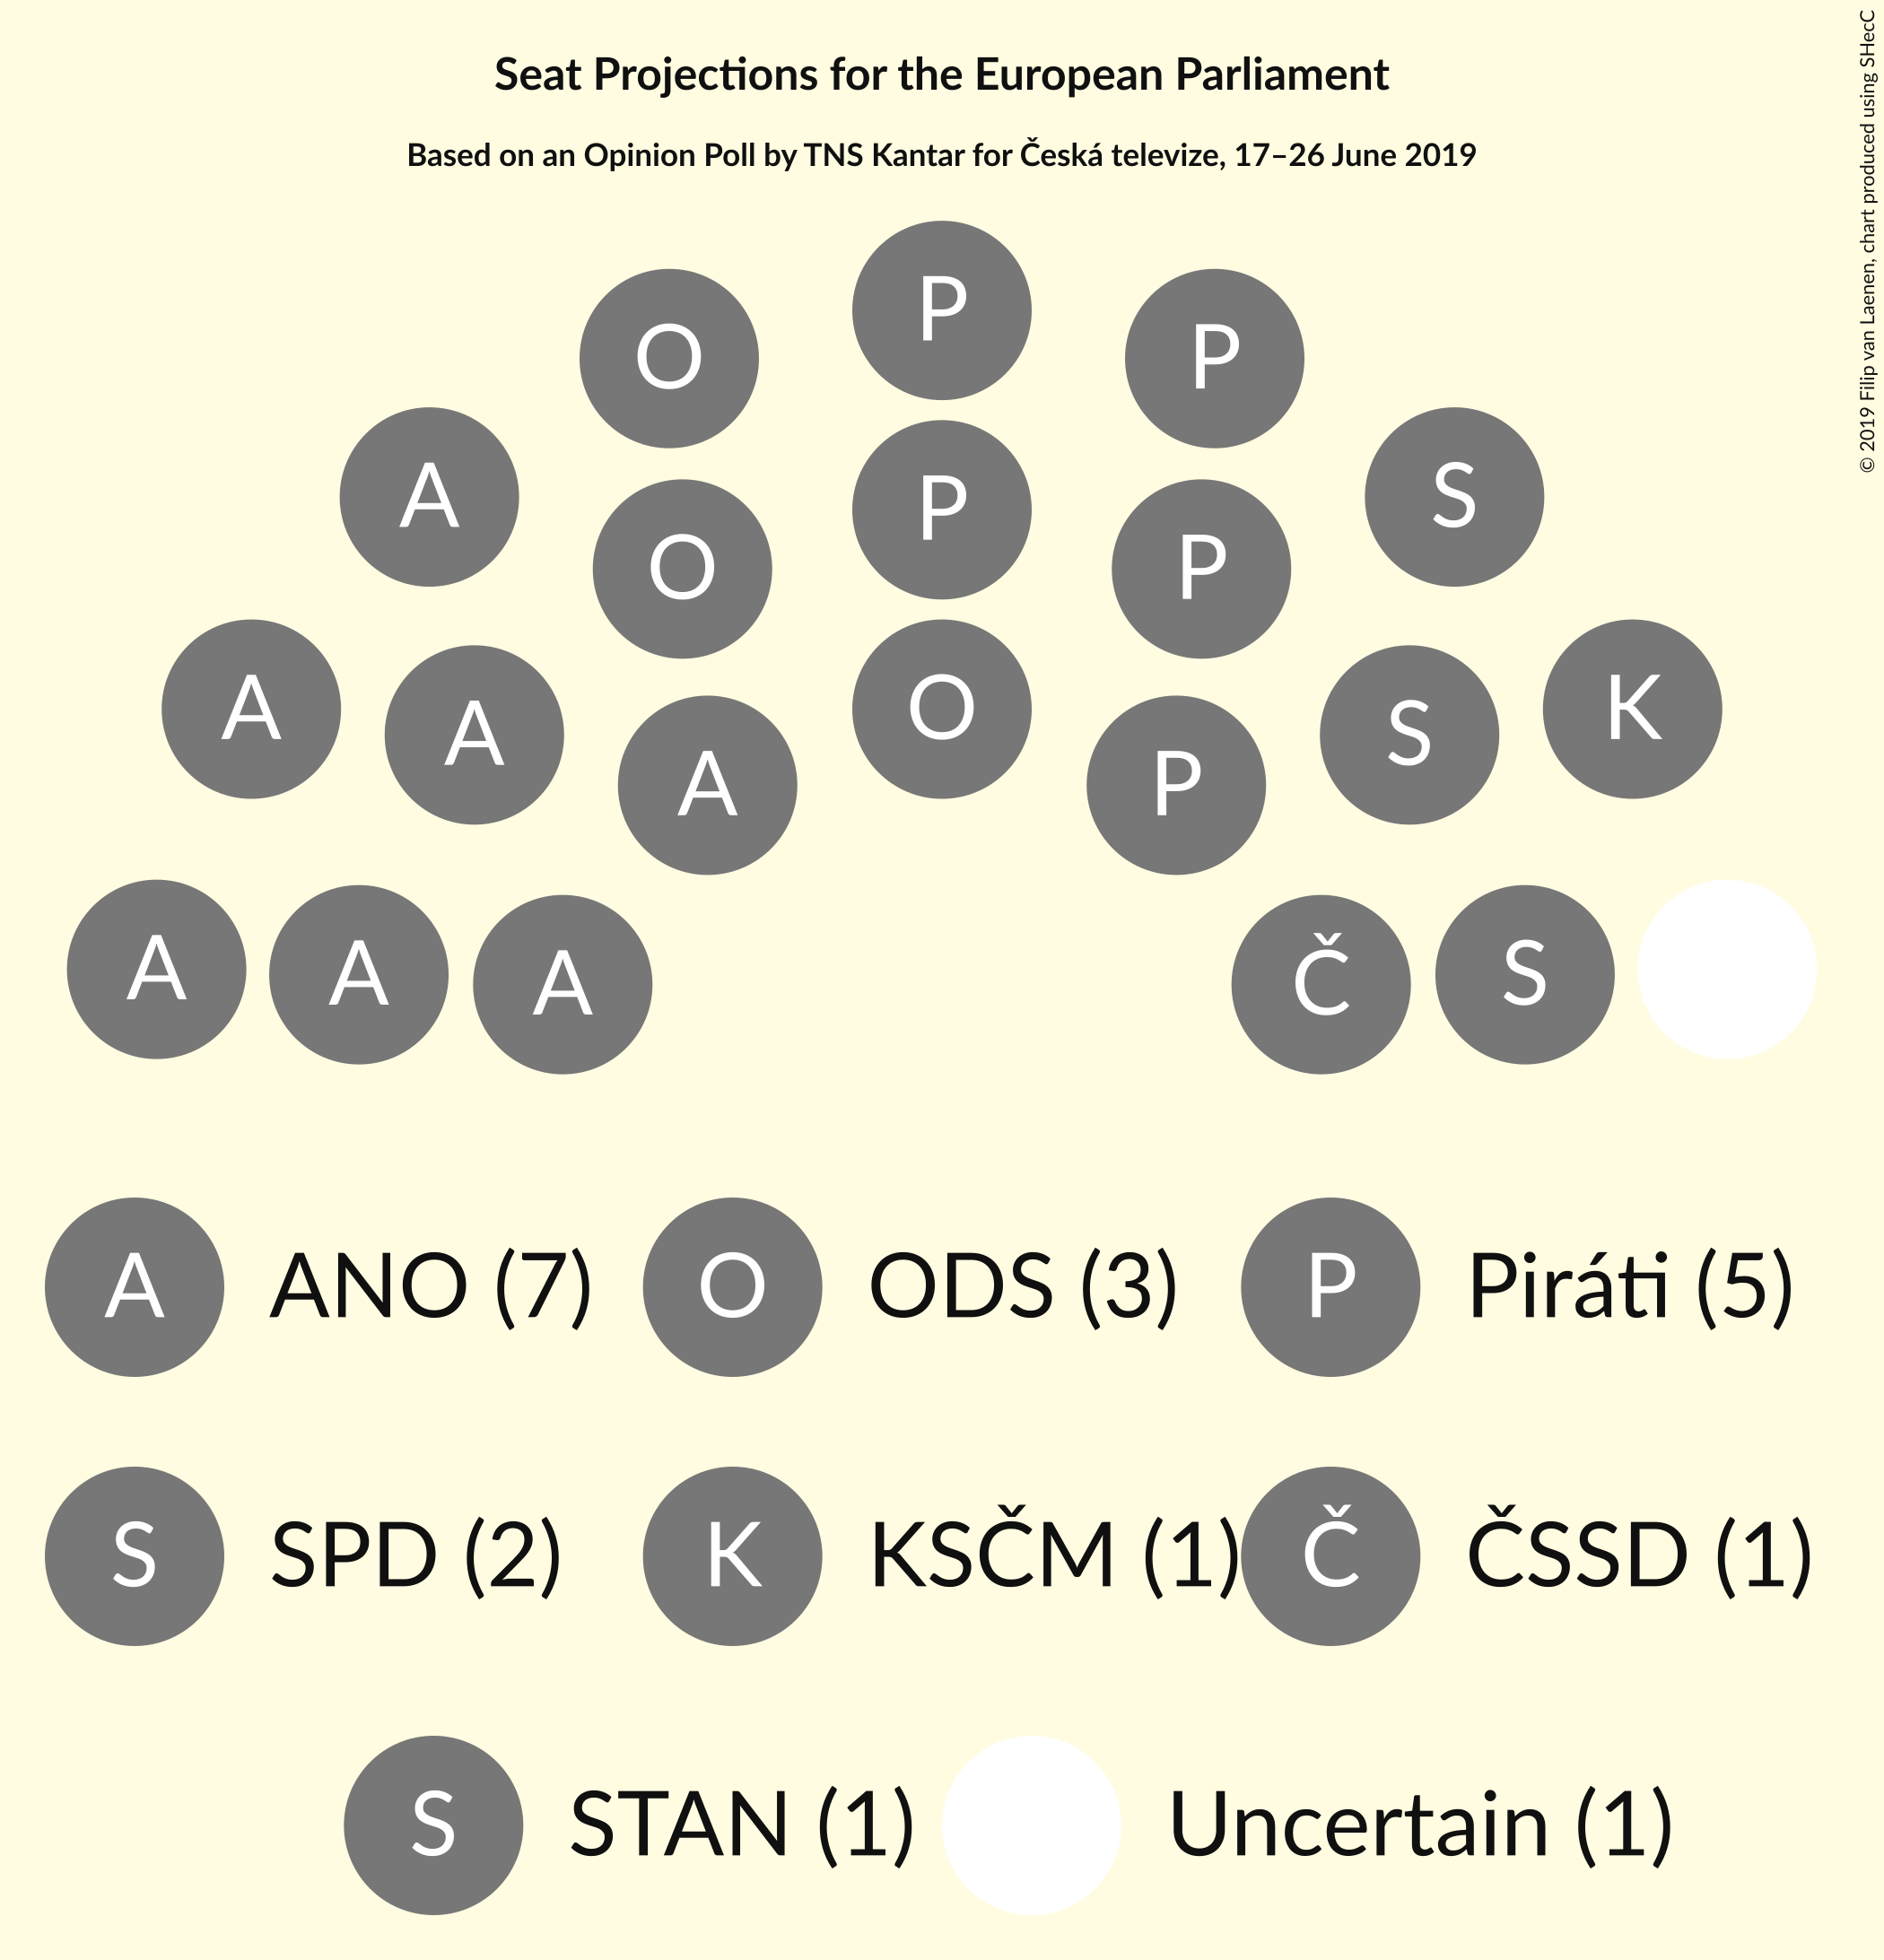 Seat Projections for the European Parliament
Based on an Opinion Poll by TNS Kantar for Česká televize, 17–26 June 2019
© 2019 Filip van Laenen, chart produced using SHecC
P
O P P
A S
P
O P
A O K
A S
A P
A A A Č S
A ANO (7) O ODS (3) P Piráti (5)
S SPD (2) K KSČM (1) Č ČSSD (1)
S STAN (1) Uncertain (1)